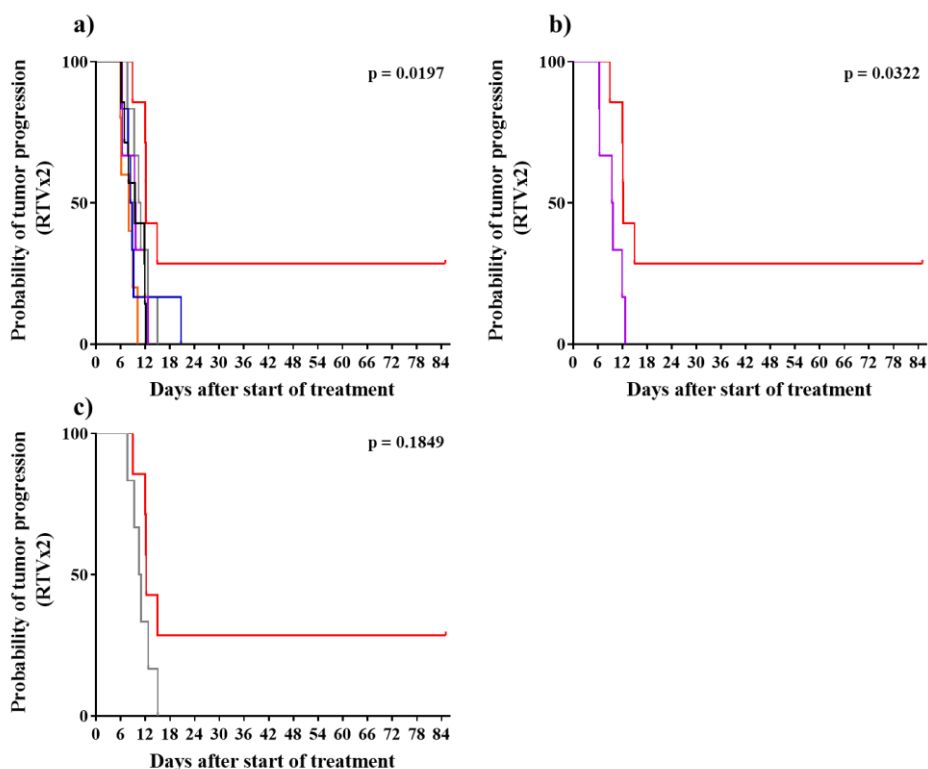 a)
Probability of tumor progression
(RTVx2)
100
50
0
p = 0.0197
0 6 12 18 24 30 36 42 48 54 60 66 72 78 84
Days after start of treatment
b)
Probability of tumor progression
(RTVx2)
100
50
0
p = 0.0322
0 6 12 18 24 30 36 42 48 54 60 66 72 78 84
Days after start of treatment
c)
Probability of tumor progression
(RTVx2)
100
50
0
p = 0.1849
0 6 12 18 24 30 36 42 48 54 60 66 72 78 84
Days after start of treatment